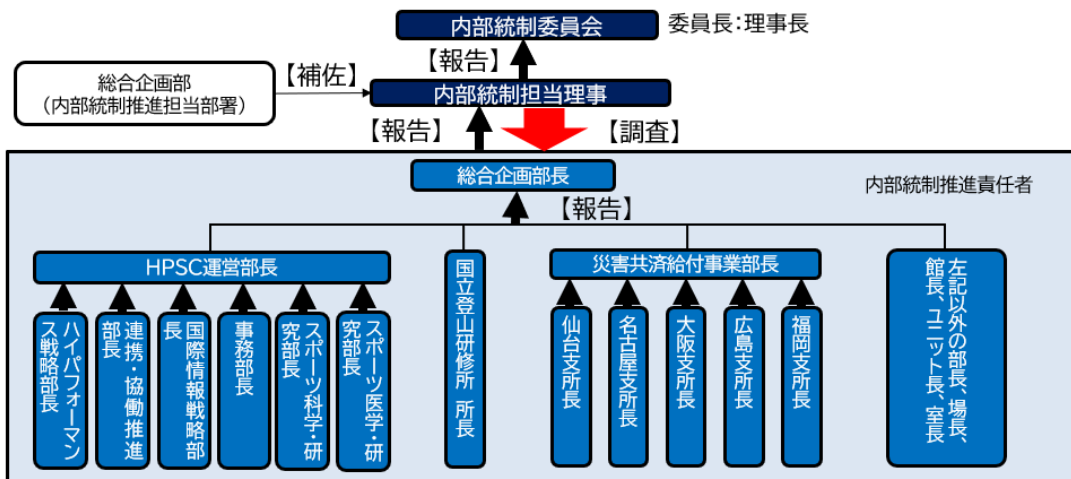 内部統制委員会
委員長：理事長
【報告】
総合企画部
（内部統制推進担当部署）
【補佐】
内部統制担当理事
【報告】
【調査】
総合企画部長
内部統制推進責任者
【報告】
HPSC運営部長
国立登山研修所 所長
災害共済給付事業部長
左記以外の部長、場長、
館長、ユニット長、室長
ハイパフォーマン
ス戦略部長
連携・協働推進
部長
国際情報戦略部
長
事務部長
スポーツ科学・研
究部長
スポーツ医学・研
究部長
仙台支所長
名古屋支所長
大阪支所長
広島支所長
福岡支所長